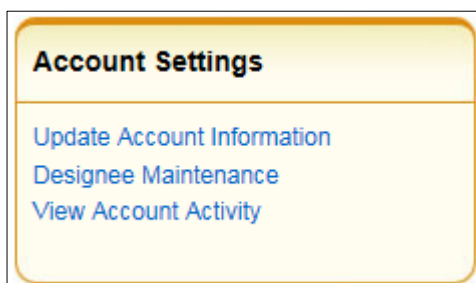 Account Settings
Update Account Information
Designee Maintenance
View Account Activity